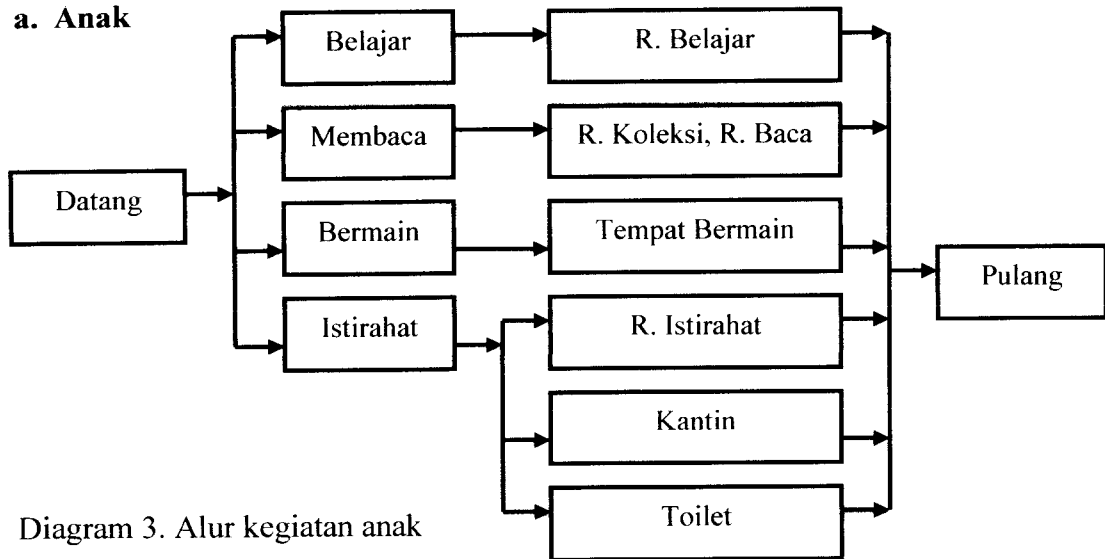 a. Anak
Belajar
R. Belajar
Membaca
R. Koleksi, R. Baca
Datang
Bermain
Tempat Bermain
Pulang
Istirahat
R. Istirahat
Kantin
Toilet
Diagram 3. Alur kegiatan anak